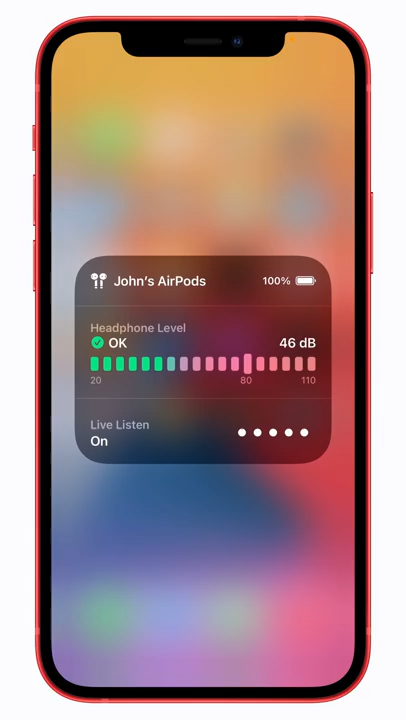 John's AirPods 100%
Headphone Level
OK 46 dB
20 80 110
Live Listen
On